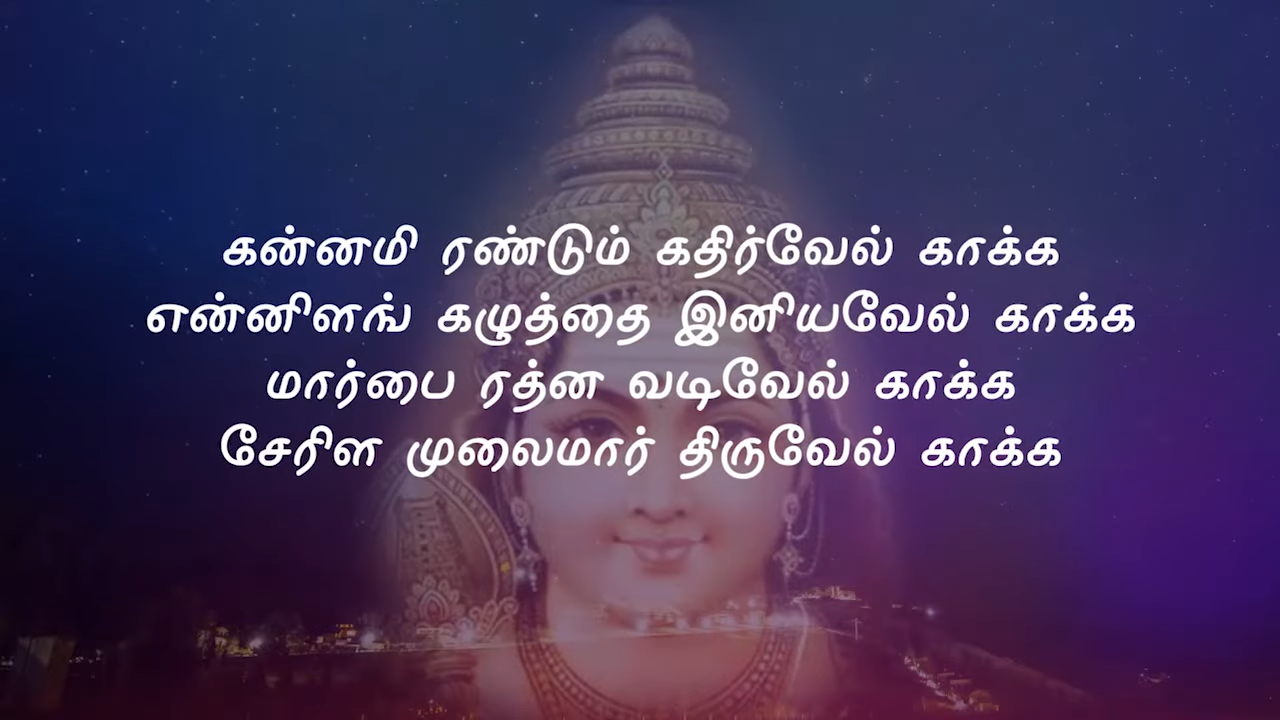 கன்னமி ரண்டும் கதிர்வேல் காக்க
என்னிளங் கழுத்தை இனியவேல் காக்க
மார்பை ரத்ன வடிவேல் காக்க
சேரிள முலைமார் திருவேல் காக்க